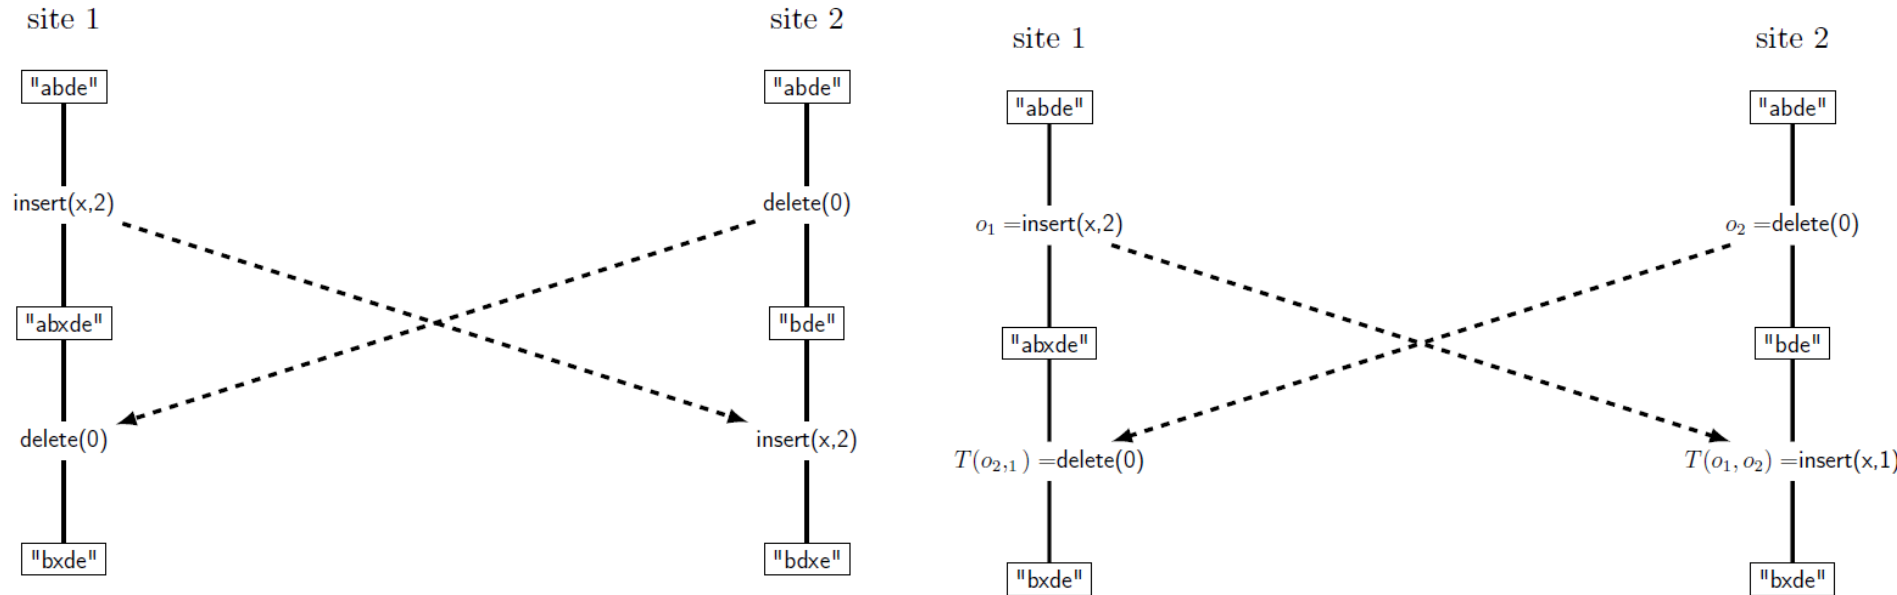 site 1
site 2
"abde"
"abde"
insert(x,2)
delete(0)
"abxde"
"bde"
delete(0)
insert(x,2)
"bxde"
"bdxe"
site 1
site 2
"abde"
"abde"
o₁ =insert(x,2)
o₂ =delete(0)
"abxde"
"bde"
T(o₂,₁) =delete(0)
T(o₁, o₂) =insert(x,1)
"bxde"
"bxde"